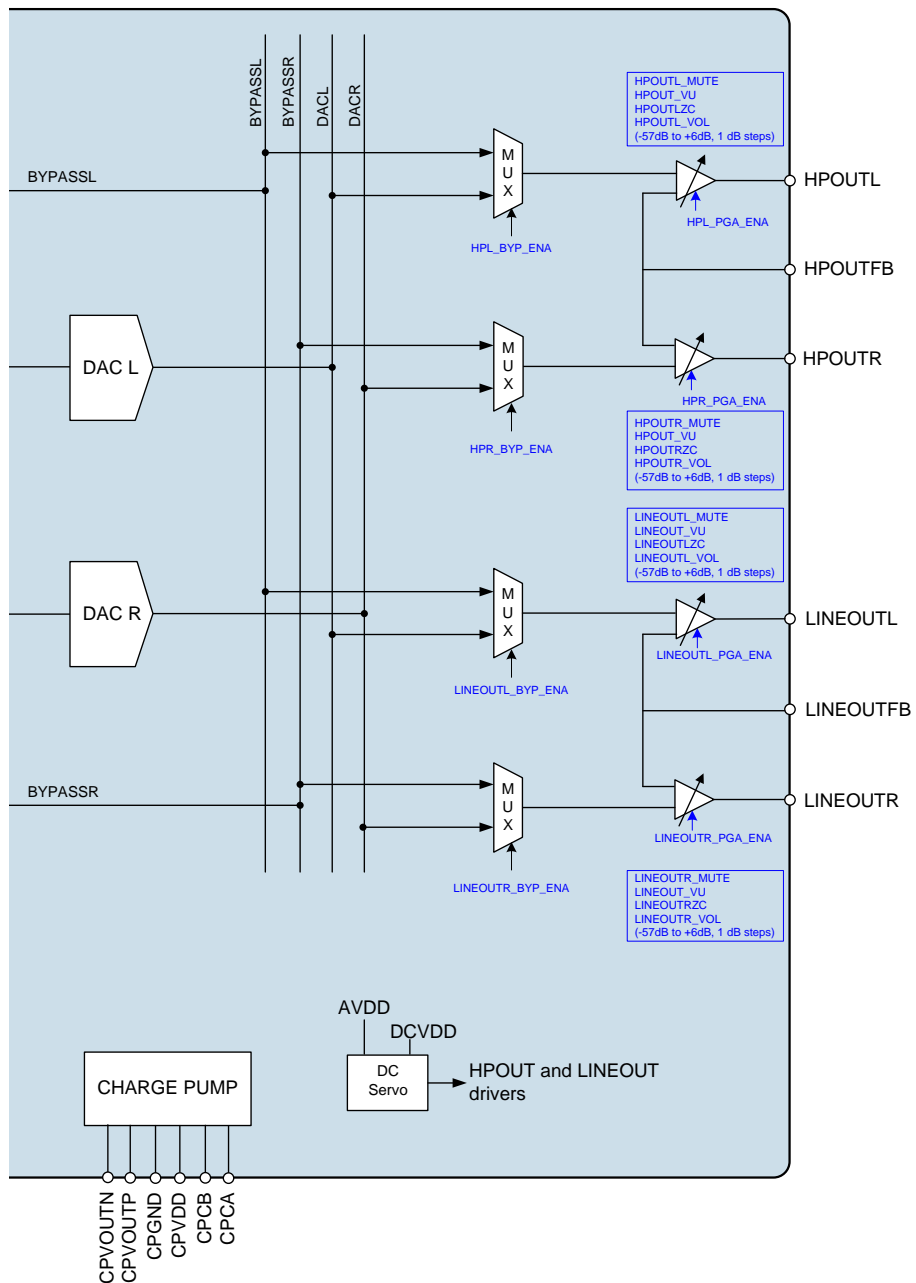 BYPASSL
BYPASSR
DACL
DACR
HPOUTL_MUTE
HPOUT_VU
HPOUTLZC
HPOUTL_VOL
(-57dB to +6dB, 1 dB steps)
BYPASSL
MUX
HPOUTL
HPL_PGA_ENA
HPL_BYP_ENA
HPOUTFB
DAC L
MUX
HPOUTR
HPR_PGA_ENA
HPR_BYP_ENA
HPOUTR_MUTE
HPOUT_VU
HPOUTRZC
HPOUTR_VOL
(-57dB to +6dB, 1 dB steps)
LINEOUTL_MUTE
LINEOUT_VU
LINEOUTLZC
LINEOUTL_VOL
(-57dB to +6dB, 1 dB steps)
DAC R
MUX
LINEOUTL
LINEOUTL_PGA_ENA
LINEOUTL_BYP_ENA
LINEOUTFB
BYPASSR
MUX
LINEOUTR
LINEOUTR_PGA_ENA
LINEOUTR_BYP_ENA
LINEOUTR_MUTE
LINEOUT_VU
LINEOUTRZC
LINEOUTR_VOL
(-57dB to +6dB, 1 dB steps)
AVDD
DCVDD
DC
Servo
HPOUT and LINEOUT
drivers
CHARGE PUMP
CPVOUTN
CPVOUTP
CPGND
CPVDD
CPCB
CPCA